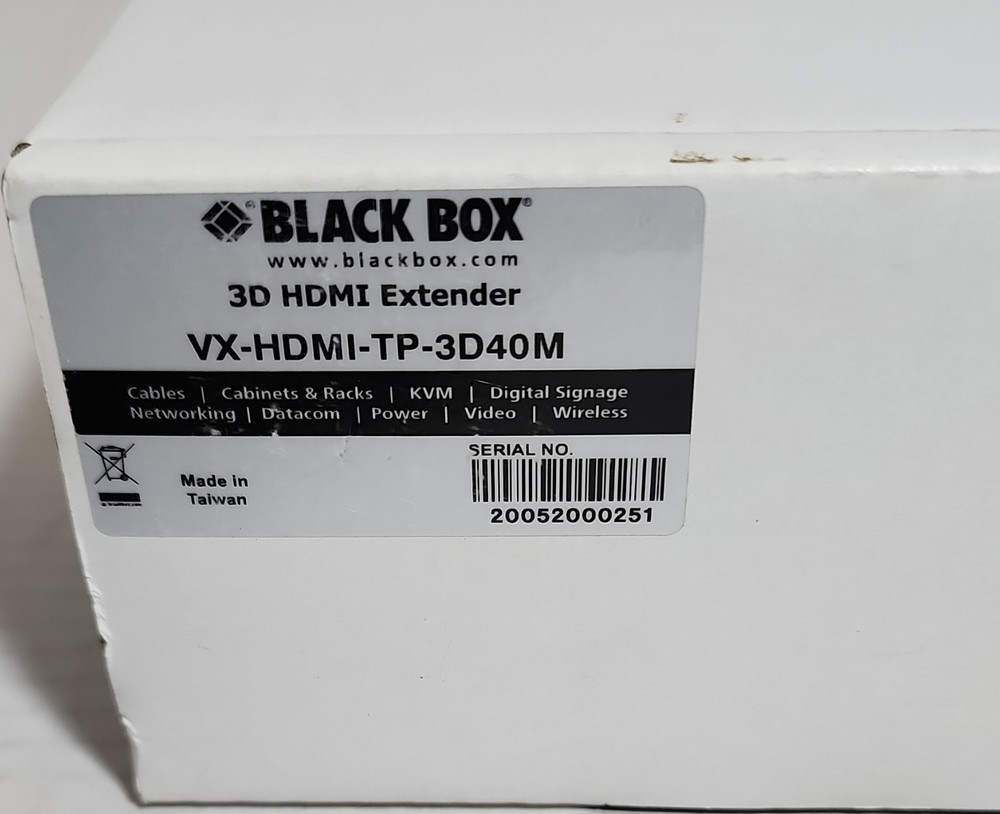 BLACK BOX®
www.blackbox.com
3D HDMI Extender
VX-HDMI-TP-3D40M
Cables | Cabinets & Racks | KVM | Digital Signage
Networking | Datacom | Power | Video | Wireless
SERIAL NO.
Made in
Taiwan
20052000251